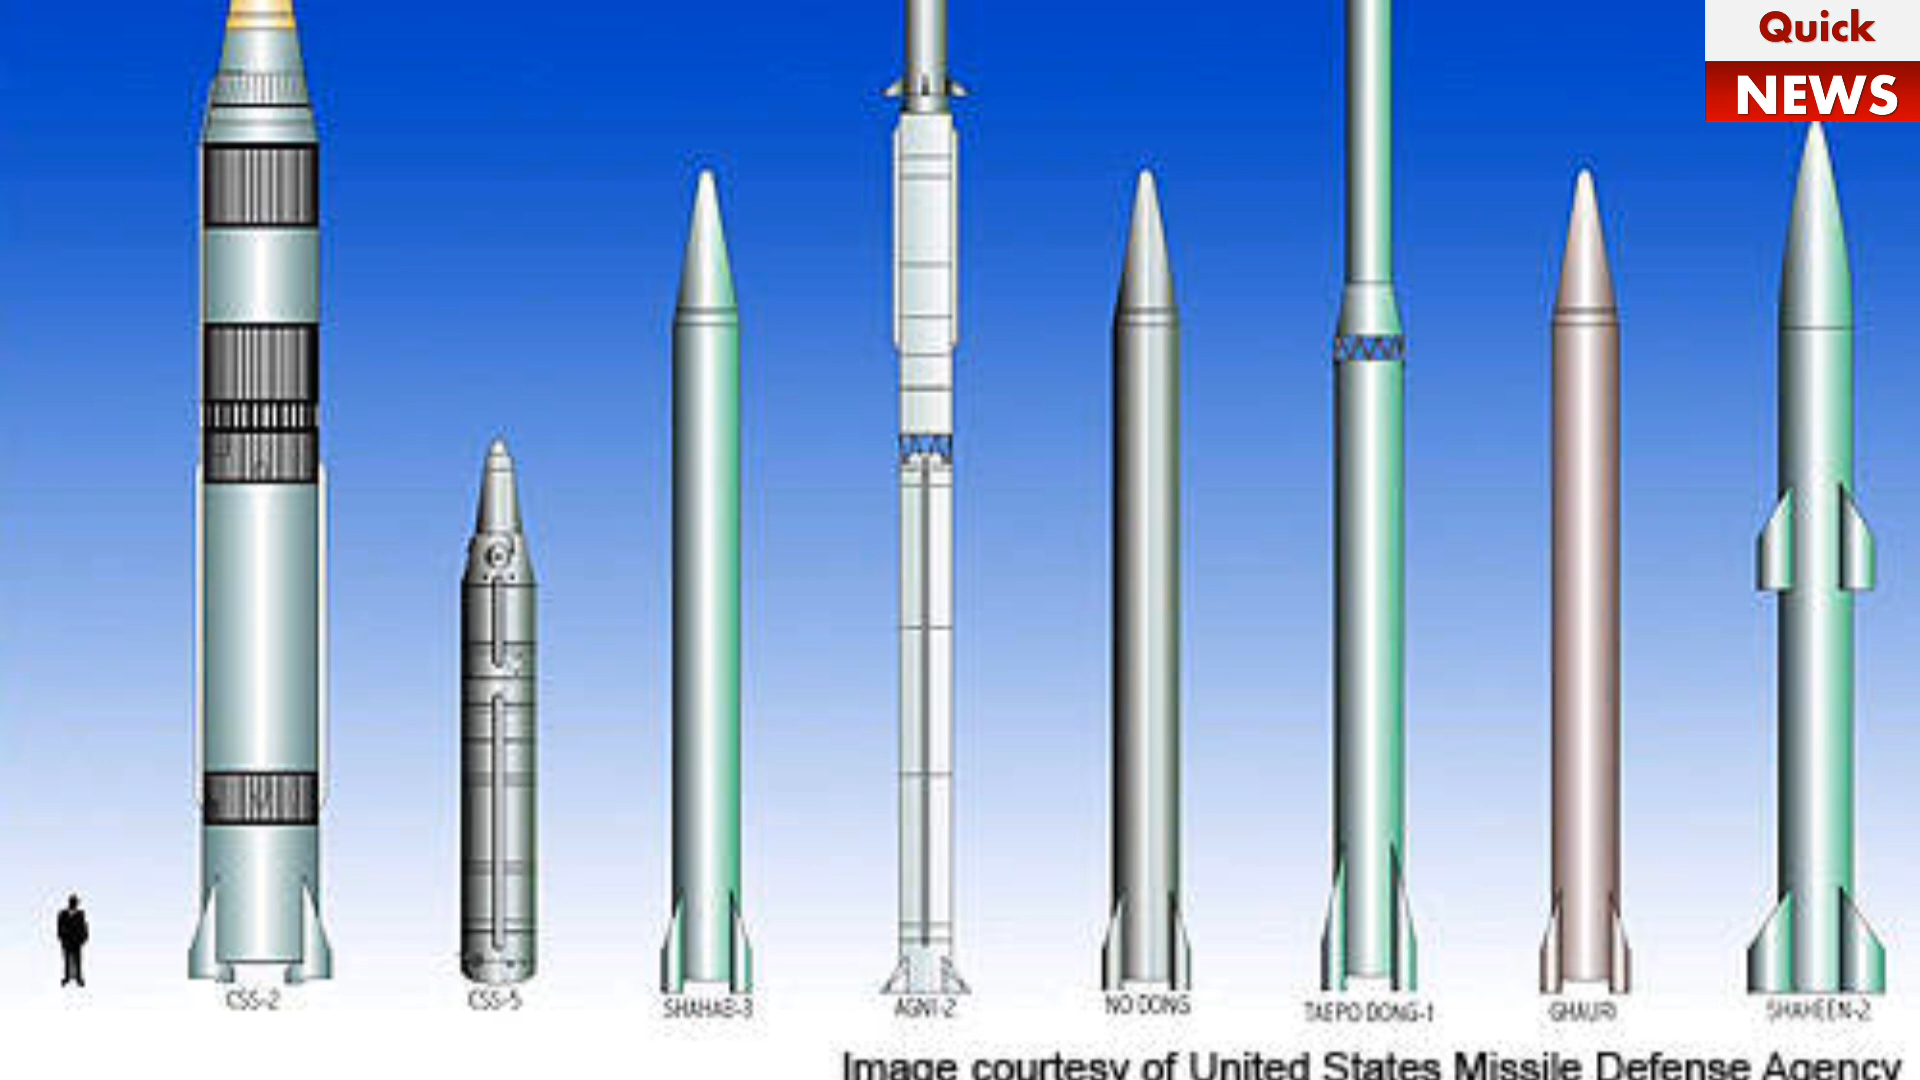 Quick
NEWS
CSS-2
CSS-5
SHAHAB-3
AGNI-2
NO DONG
TAEPO DONG-1
GHAURI
SHAHEEN-2
Image courtesy of United States Missile Defense Agency